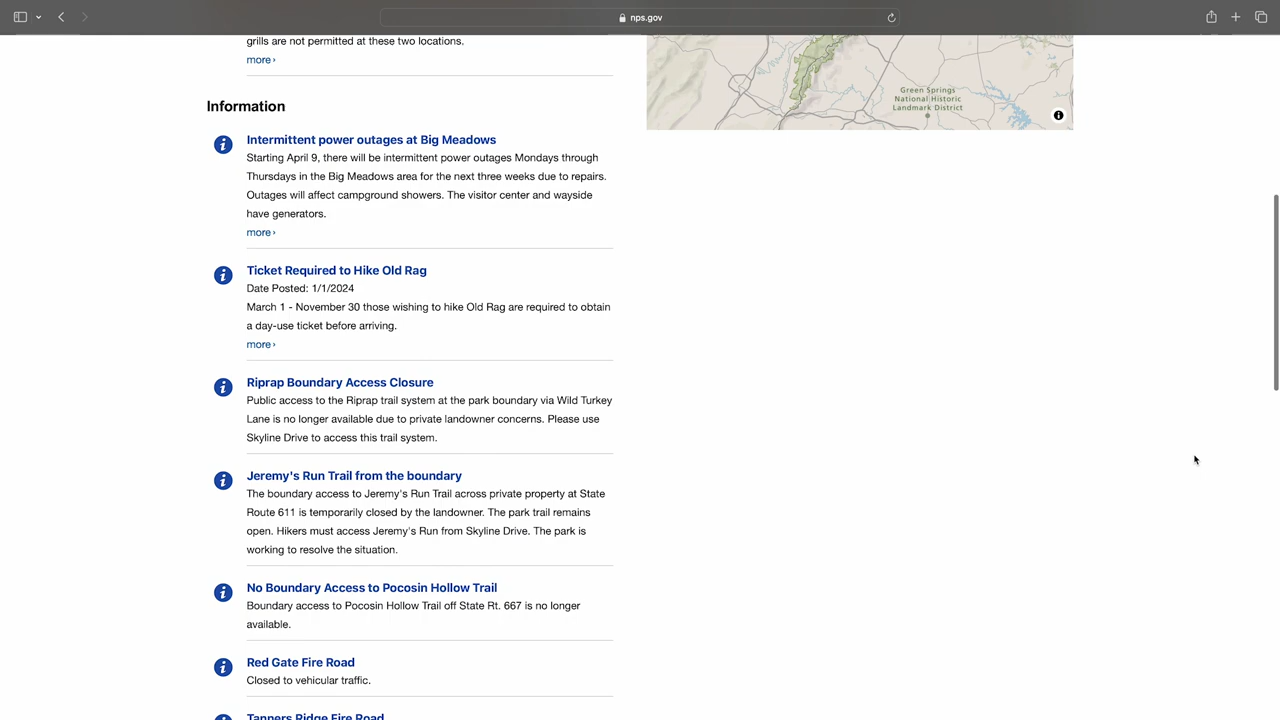 nps.gov
grills are not permitted at these two locations.
more›
Green Springs
National Historic
Landmark District
Information
Intermittent power outages at Big Meadows
Starting April 9, there will be intermittent power outages Mondays through
Thursdays in the Big Meadows area for the next three weeks due to repairs.
Outages will affect campground showers. The visitor center and wayside
have generators.
more›
Ticket Required to Hike Old Rag
Date Posted: 1/1/2024
March 1 - November 30 those wishing to hike Old Rag are required to obtain
a day-use ticket before arriving.
more›
Riprap Boundary Access Closure
Public access to the Riprap trail system at the park boundary via Wild Turkey
Lane is no longer available due to private landowner concerns. Please use
Skyline Drive to access this trail system.
Jeremy's Run Trail from the boundary
The boundary access to Jeremy's Run Trail across private property at State
Route 611 is temporarily closed by the landowner. The park trail remains
open. Hikers must access Jeremy's Run from Skyline Drive. The park is
working to resolve the situation.
No Boundary Access to Pocosin Hollow Trail
Boundary access to Pocosin Hollow Trail off State Rt. 667 is no longer
available.
Red Gate Fire Road
Closed to vehicular traffic.
Tanners Ridge Fire Road